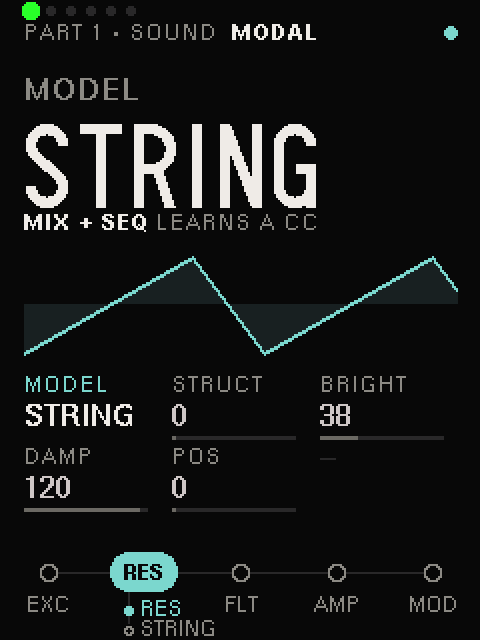 PART 1 · SOUND MODAL
MODEL
STRING
MIX + SEQ LEARNS A CC
MODEL STRUCT BRIGHT
STRING 0 38
DAMP POS —
120 0
RES
EXC RES FLT AMP MOD
STRING